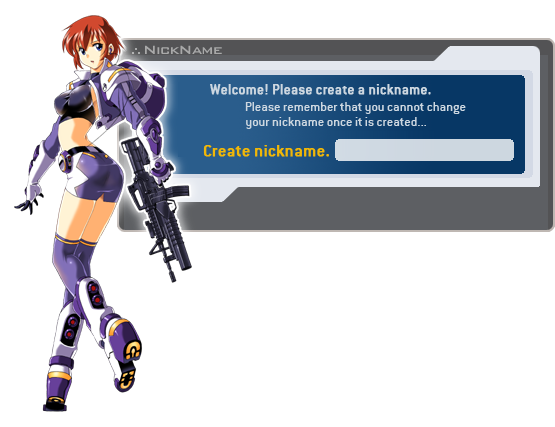 ∴ NickName
Welcome! Please create a nickname.
Please remember that you cannot change
your nickname once it is created...
Create nickname.